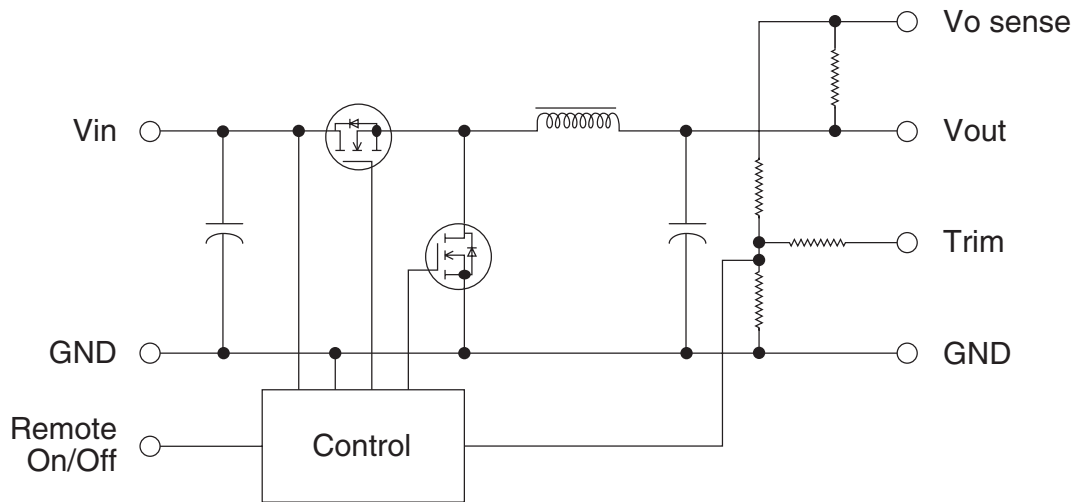 Vo sense
Vin
Vout
Trim
GND
GND
Remote
On/Off
Control